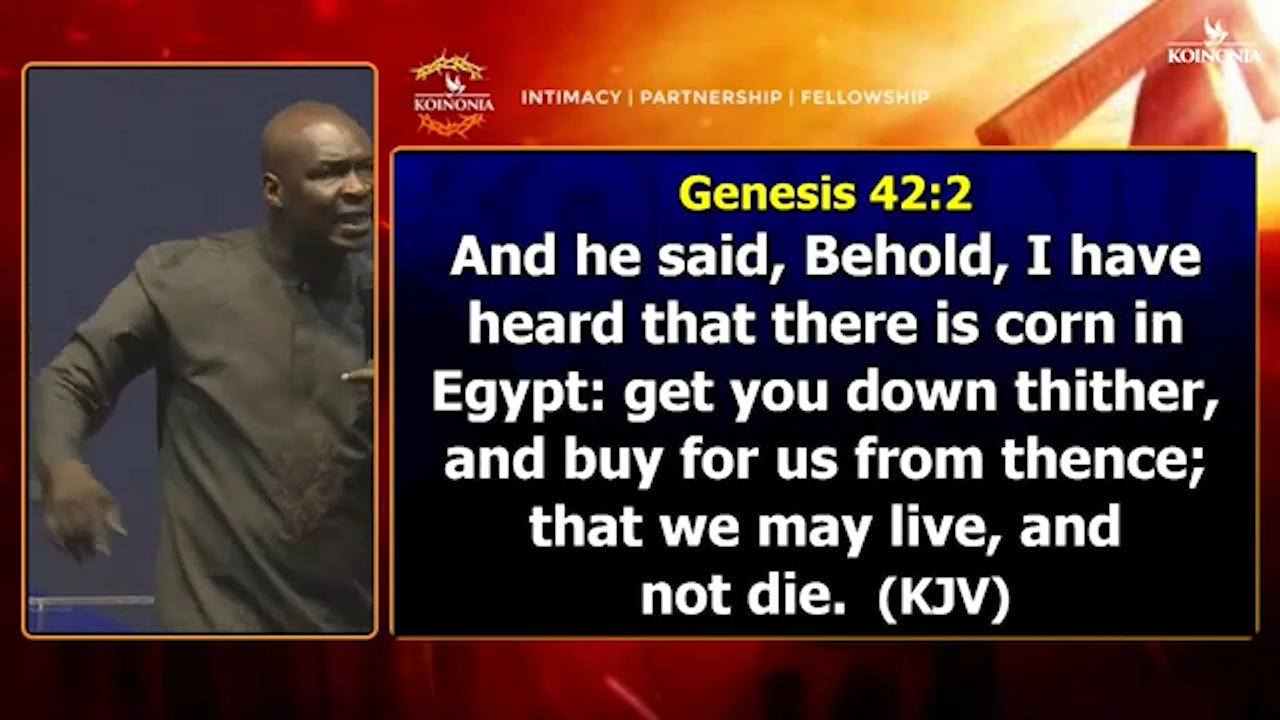 KOINONIA
KOINONIA
INTIMACY | PARTNERSHIP | FELLOWSHIP
Genesis 42:2
And he said, Behold, I have
heard that there is corn in
Egypt: get you down thither,
and buy for us from thence;
that we may live, and
not die. (KJV)